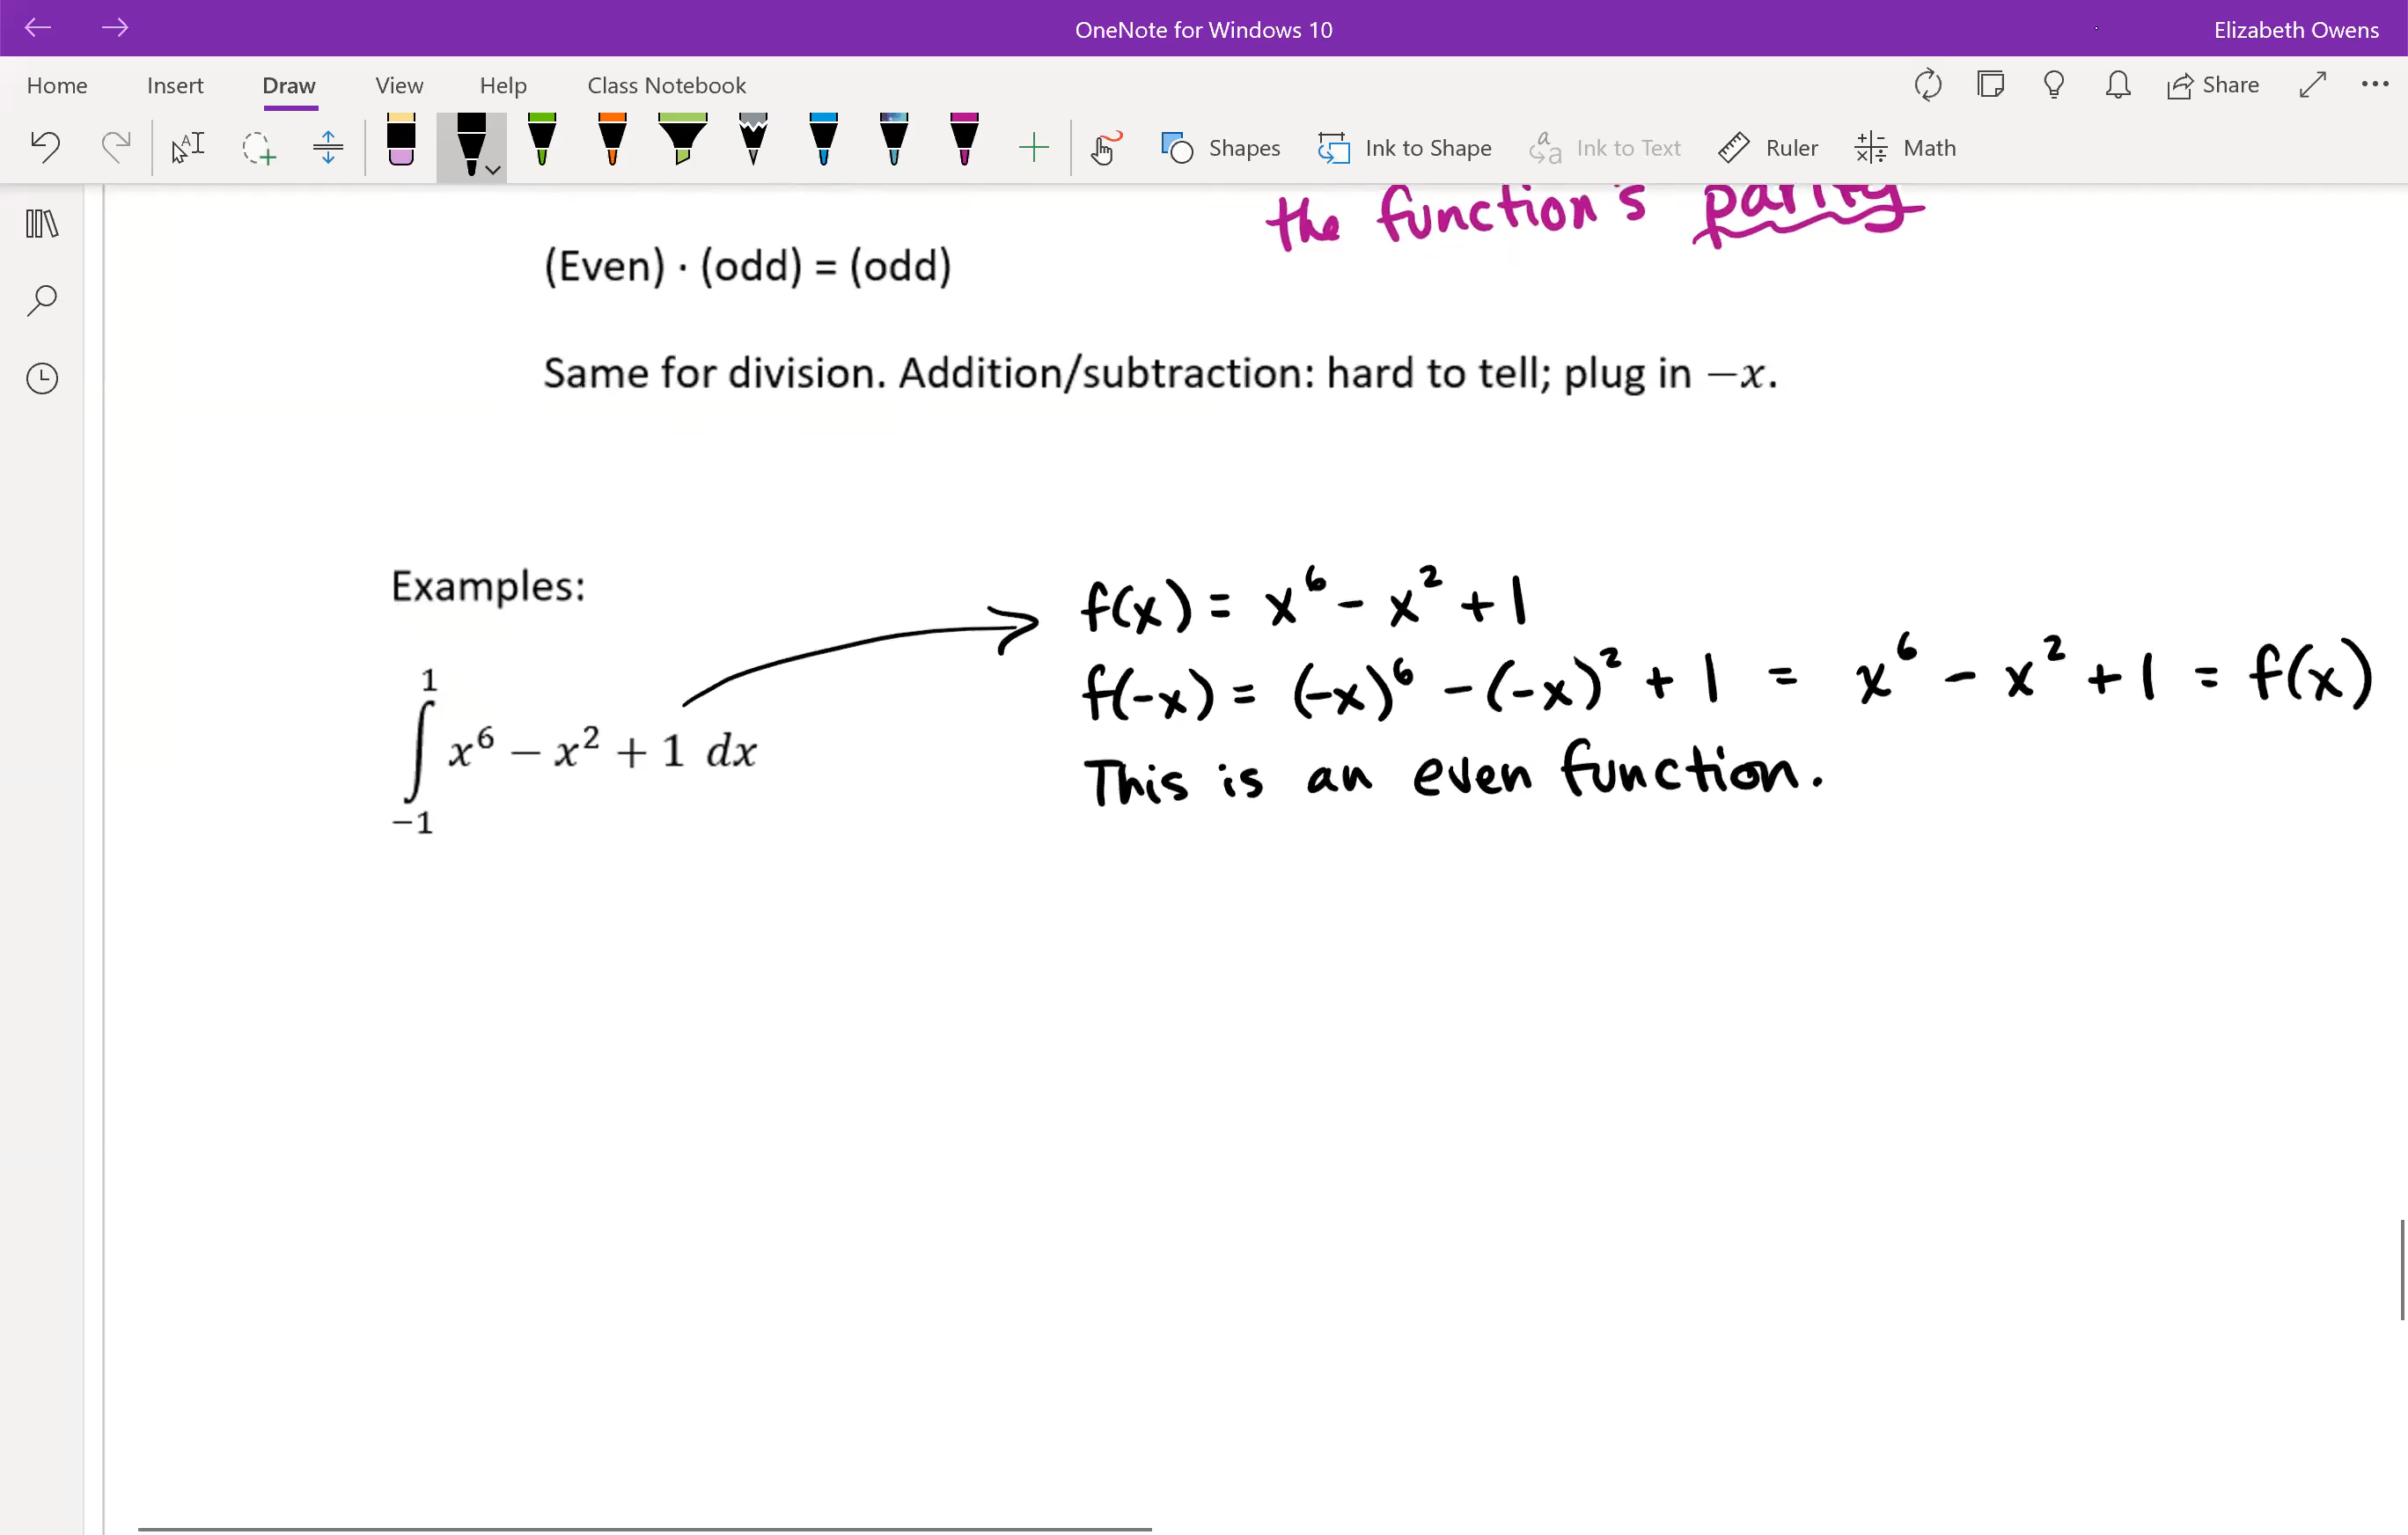 OneNote for Windows 10
Elizabeth Owens
Home Insert Draw View Help Class Notebook Share
Shapes Ink to Shape Ink to Text Ruler Math
the function's parity
(Even) · (odd) = (odd)
Same for division. Addition/subtraction: hard to tell; plug in −x.
Examples:
f(x) = x⁶ - x² + 1
f(-x) = (-x)⁶ - (-x)² + 1 = x⁶ - x² + 1 = f(x)
This is an even function.
1
∫ x⁶ − x² + 1 dx
−1